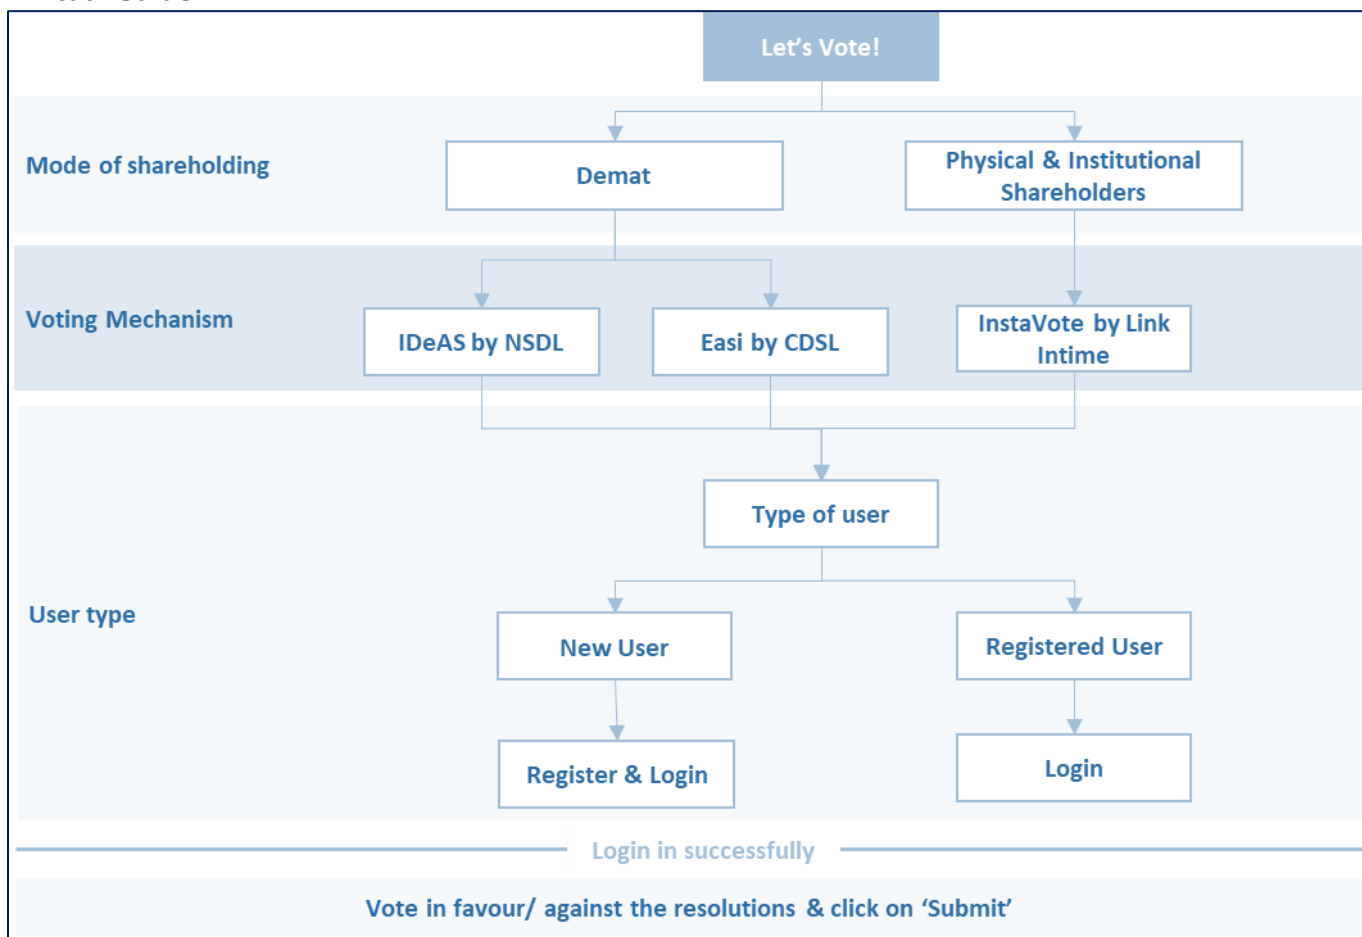 Let's Vote!
Mode of shareholding
Demat
Physical & Institutional
Shareholders
Voting Mechanism
IDeAS by NSDL
Easi by CDSL
InstaVote by Link
Intime
Type of user
User type
New User
Registered User
Register & Login
Login
Login in successfully
Vote in favour/ against the resolutions & click on ‘Submit’